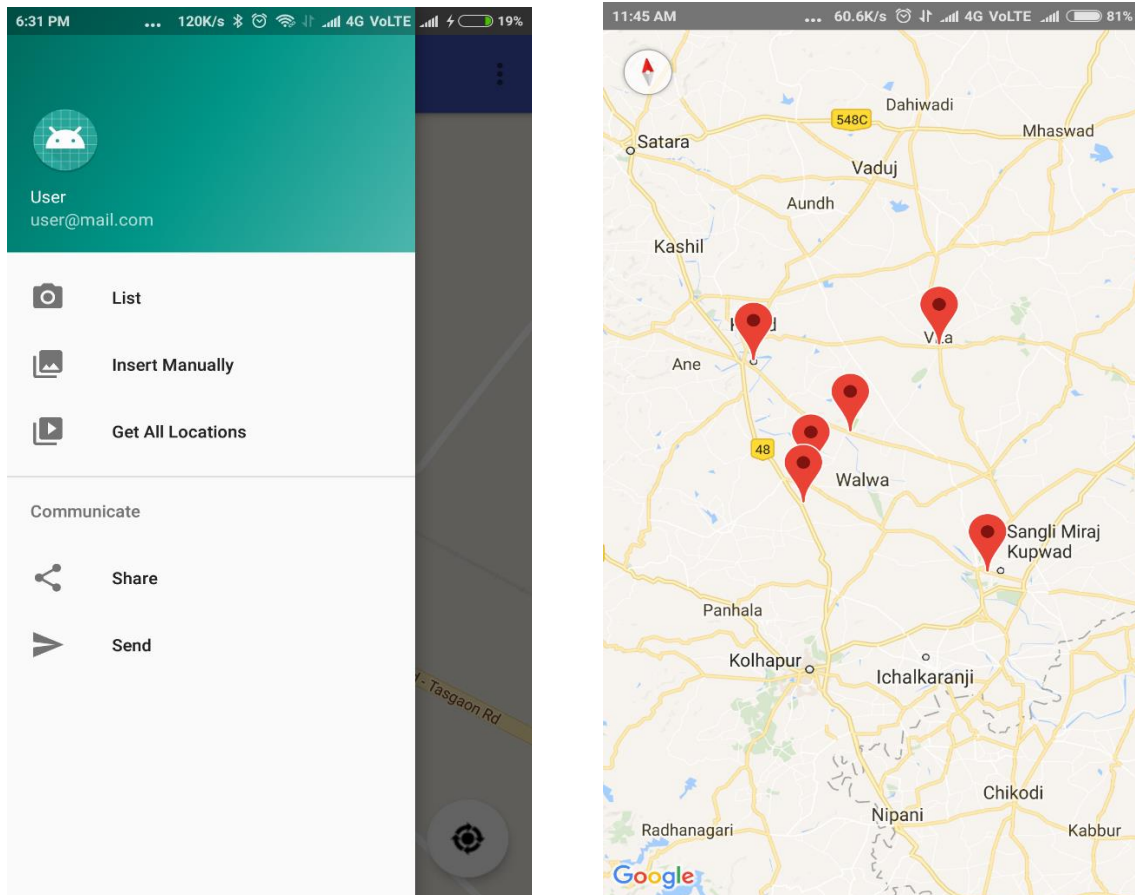 6:31 PM ... 120K/s 4G VoLTE 19%
User
user@mail.com
List
Insert Manually
Get All Locations
Communicate
Share
Send
- Tasgaon Rd
11:45 AM ... 60.6K/s 4G VoLTE 81%
Dahiwadi
548C
Mhaswad
Satara
Vaduj
Aundh
Kashil
Ane
48
Walwa
Sangli Miraj
Kupwad
Panhala
Kolhapur
Ichalkaranji
Chikodi
Nipani
Radhanagari
Kabbur
Google